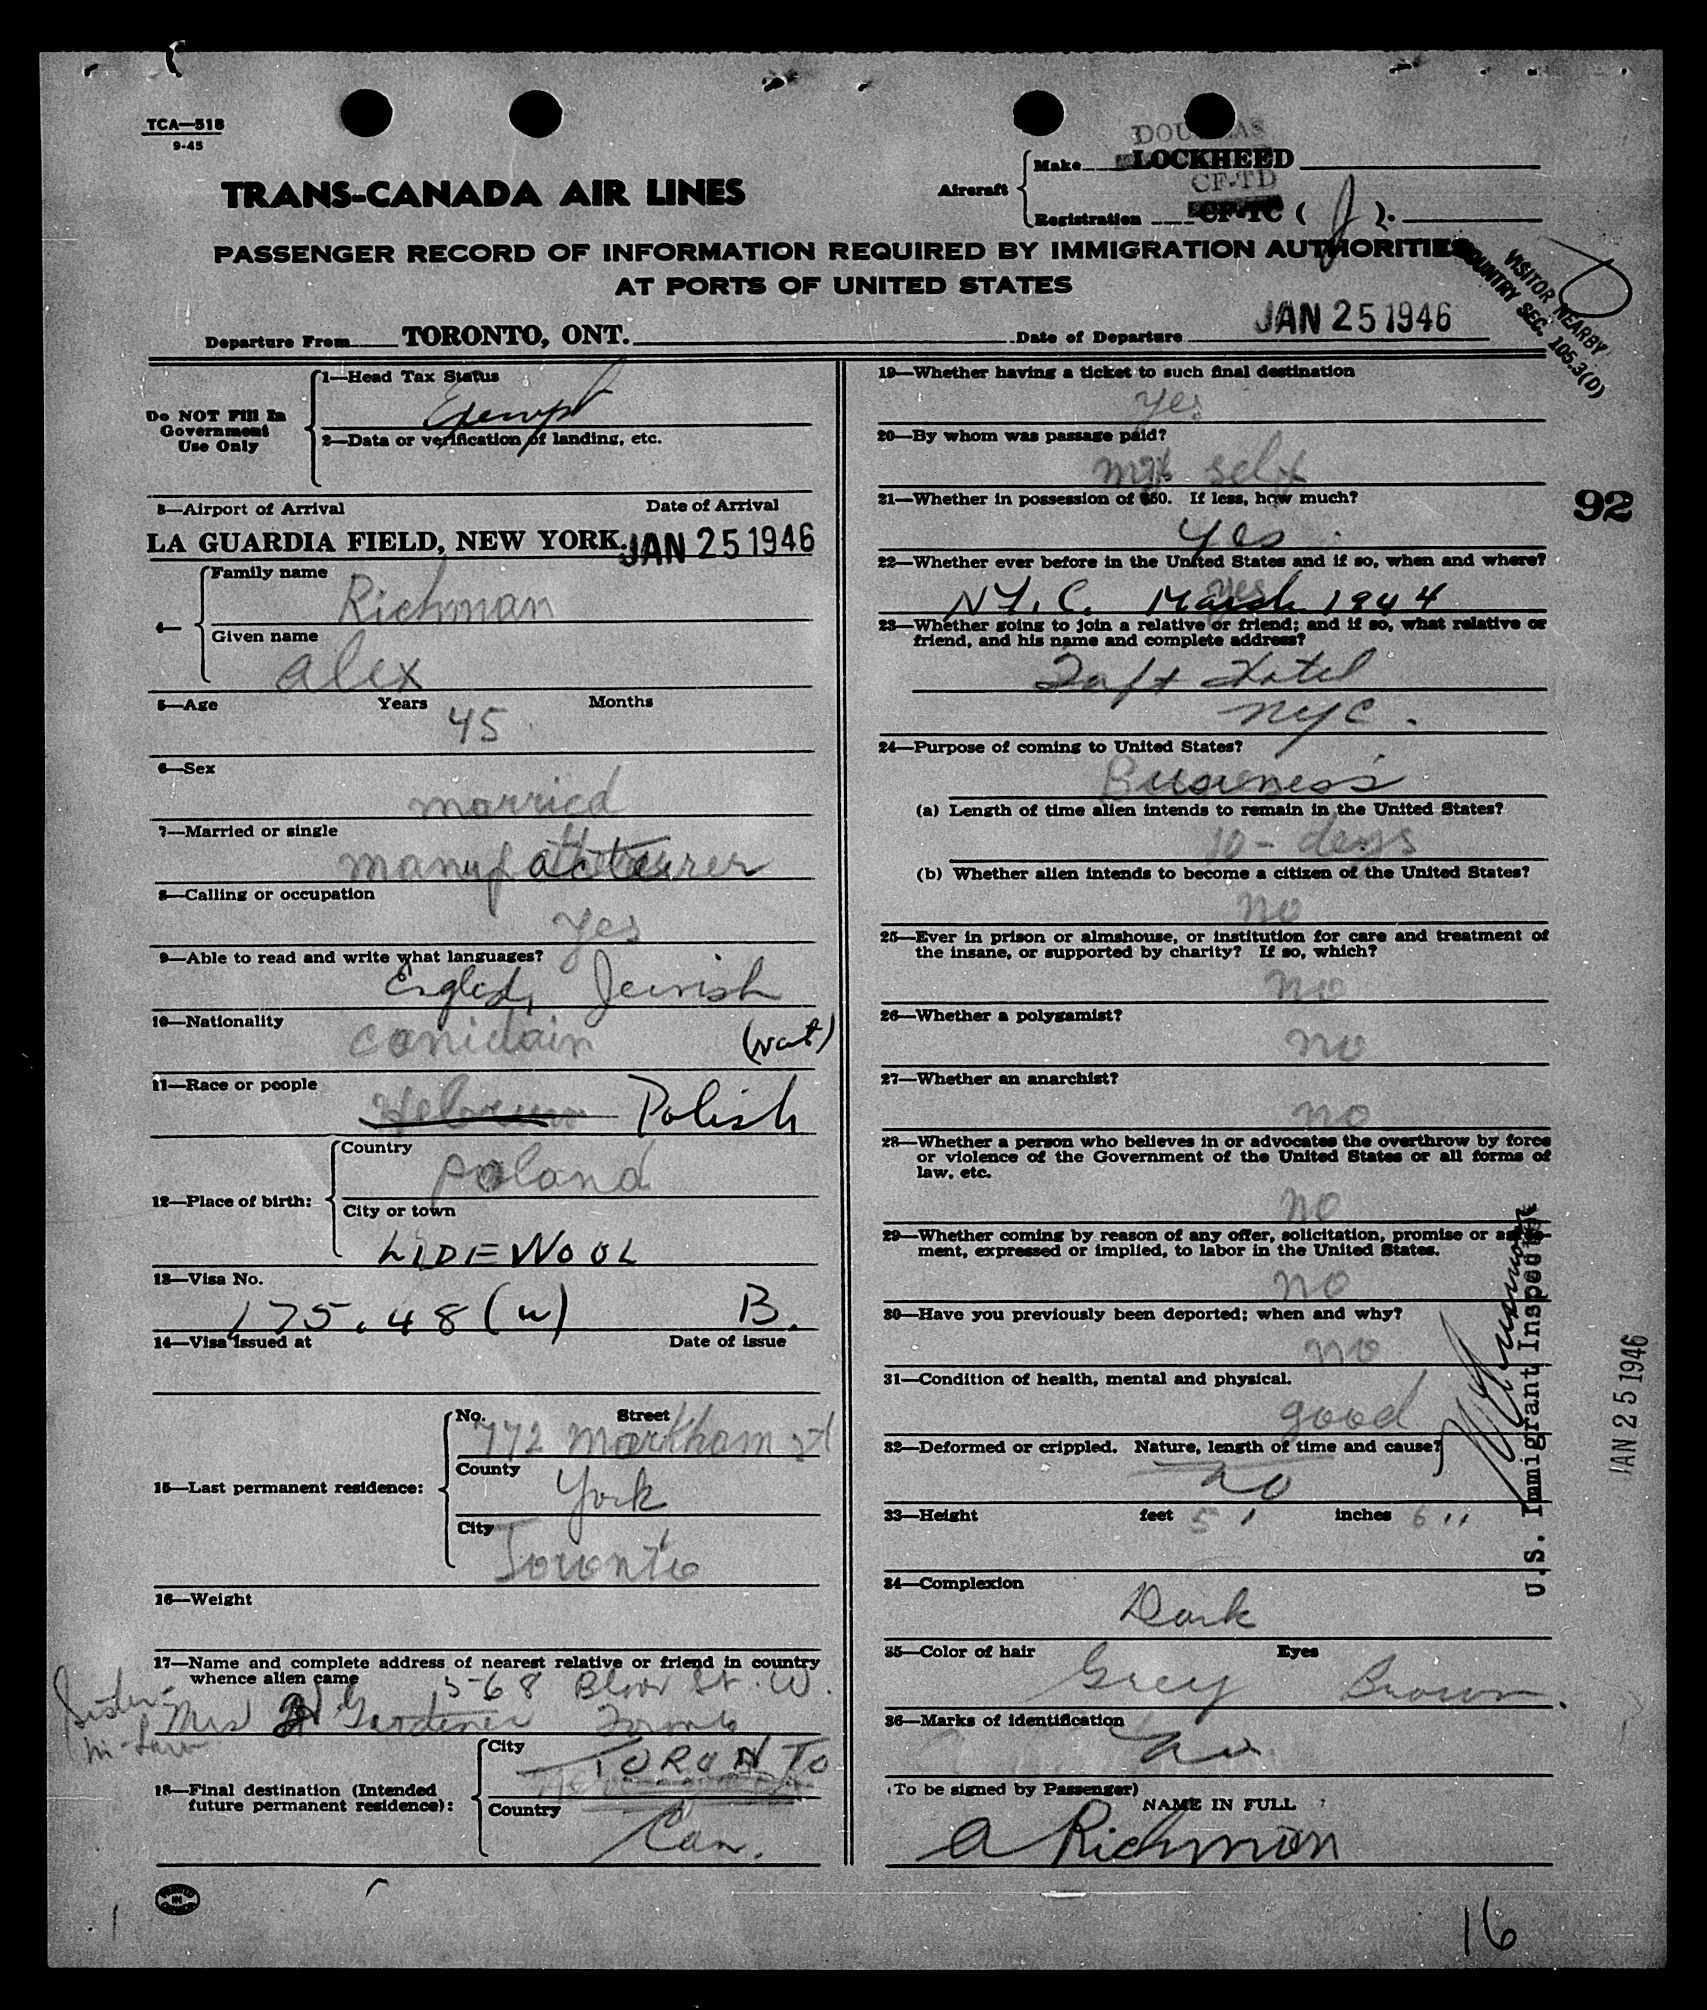 TCA—518
9-45
DOUGLAS
Aircraft
Make LOCKHEED
CF-TD
Registration CF-TC ( J ).
TRANS-CANADA AIR LINES
PASSENGER RECORD OF INFORMATION REQUIRED BY IMMIGRATION AUTHORITIES
AT PORTS OF UNITED STATES
VISITOR NEARBY
COUNTRY SEC. 105.3(D)
Departure From TORONTO, ONT. Date of Departure JAN 25 1946
Do NOT Fill In
Government
Use Only
1—Head Tax Status
Exempt
2—Data or verification of landing, etc.
3—Airport of Arrival Date of Arrival
LA GUARDIA FIELD, NEW YORK. JAN 25 1946
4—
Family name
Richman
Given name
alex
5—Age Years Months
45
6—Sex
married
7—Married or single
manufacturer
8—Calling or occupation
yes
9—Able to read and write what languages?
English, Jewish
10—Nationality
canidain (nat)
11—Race or people
Hebrew Polish
12—Place of birth:
Country
poland
City or town
LIDEWOOL
13—Visa No.
175.48 (w) B.
14—Visa issued at Date of issue
15—Last permanent residence:
No. Street
772 Markham st
County
York
City
Toronto
16—Weight
17—Name and complete address of nearest relative or friend in country
whence alien came
568 Bloor St. W.
Sister-
in-Law
Mrs Gardener Toronto
18—Final destination (Intended
future permanent residence):
City
TORONTO
Country
Can.
19—Whether having a ticket to such final destination
yes
20—By whom was passage paid?
my self
21—Whether in possession of $50. If less, how much?
yes
92
22—Whether ever before in the United States and if so, when and where?
yes
N.Y.C. March 1944
23—Whether going to join a relative or friend; and if so, what relative or
friend, and his name and complete address?
Taft Hotel
NYC.
24—Purpose of coming to United States?
Business
(a) Length of time alien intends to remain in the United States?
10 - days
(b) Whether alien intends to become a citizen of the United States?
no
25—Ever in prison or almshouse, or institution for care and treatment of
the insane, or supported by charity? If so, which?
no
26—Whether a polygamist?
no
27—Whether an anarchist?
no
28—Whether a person who believes in or advocates the overthrow by force
or violence of the Government of the United States or all forms of
law, etc.
no
29—Whether coming by reason of any offer, solicitation, promise or agree-
ment, expressed or implied, to labor in the United States.
no
30—Have you previously been deported; when and why?
no
31—Condition of health, mental and physical.
good
32—Deformed or crippled. Nature, length of time and cause?
no
33—Height feet 5' inches 6"
34—Complexion
Dark
35—Color of hair Eyes
Grey Brown.
36—Marks of identification
no
(To be signed by Passenger)
NAME IN FULL
A Richman
U.S. Immigrant Inspector
JAN 25 1946
16